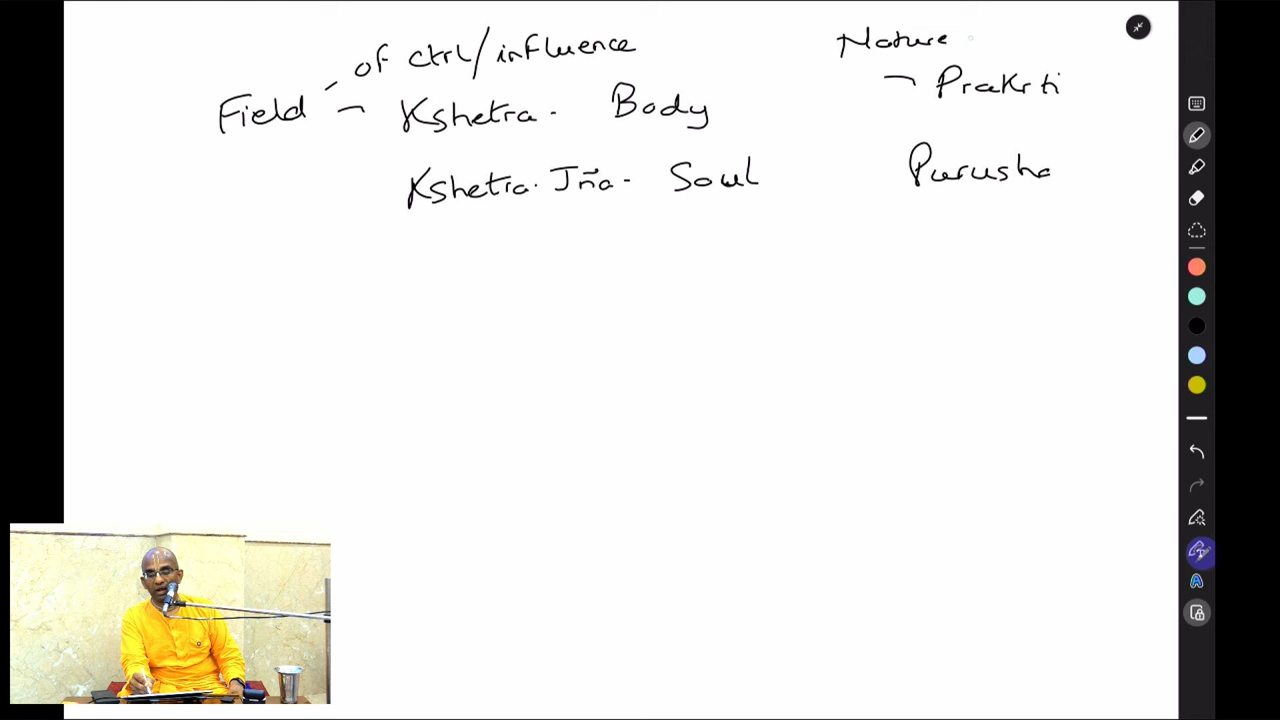 of ctrl/influence
Field - Kshetra - Body
Kshetra-Jña - Soul
Nature
- Prakrti
Purusha